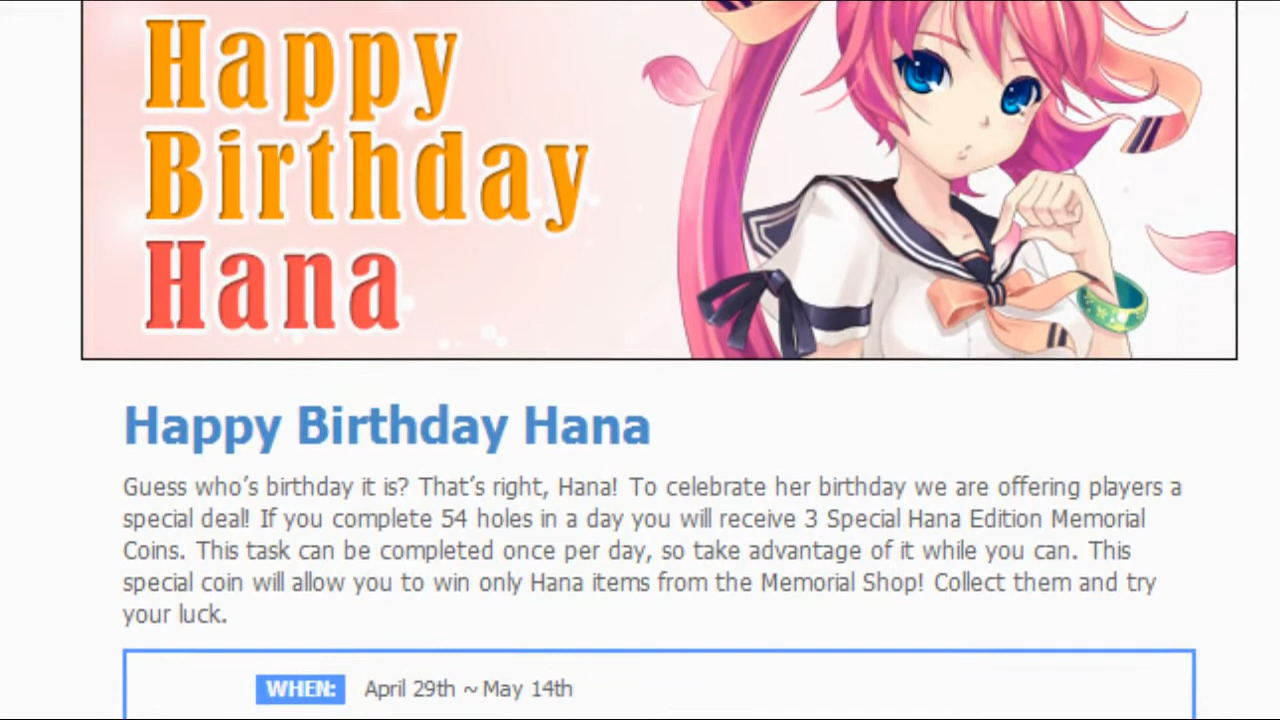 Happy
Birthday
Hana
Happy Birthday Hana
Guess who's birthday it is? That's right, Hana! To celebrate her birthday we are offering players a
special deal! If you complete 54 holes in a day you will receive 3 Special Hana Edition Memorial
Coins. This task can be completed once per day, so take advantage of it while you can. This
special coin will allow you to win only Hana items from the Memorial Shop! Collect them and try
your luck.
WHEN: April 29th ~ May 14th